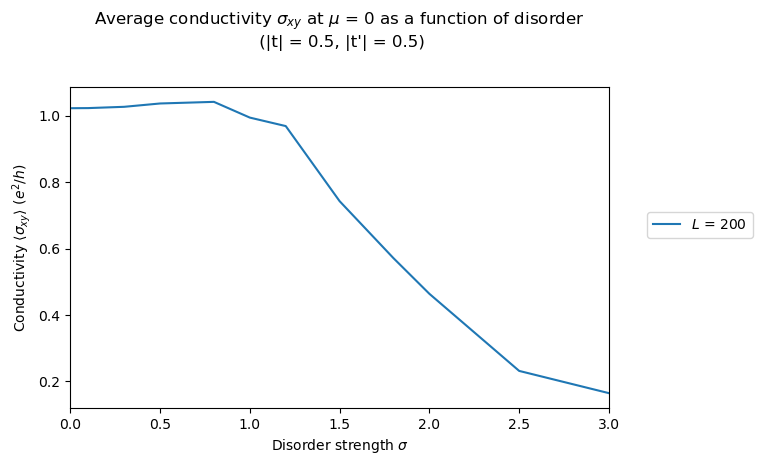 Average conductivity σxy at μ = 0 as a function of disorder
(|t| = 0.5, |t'| = 0.5)
1.0
0.8
0.6
0.4
0.2
Conductivity ⟨σxy⟩ (e²/h)
L = 200
0.0 0.5 1.0 1.5 2.0 2.5 3.0
Disorder strength σ